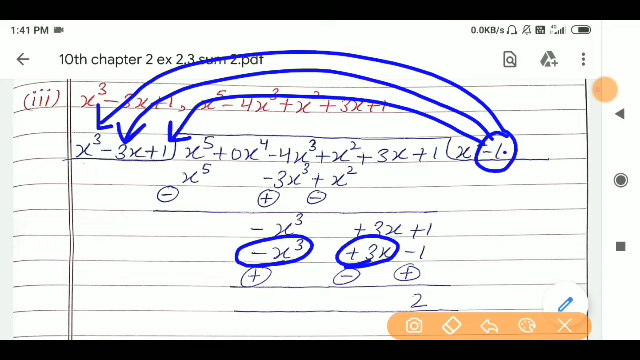 1:41 PM 0.0KB/s
10th chapter 2 ex 2,3 sum 2.pdf
(iii) x³ - 3x + 1, x⁵ - 4x³ + x² + 3x + 1
x³ - 3x + 1) x⁵ + 0x⁴ - 4x³ + x² + 3x + 1 (x -1.
x⁵ - 3x³ + x²
(−) (+) (−)
- x³ + 3x + 1
- x³ + 3x - 1
(+) (−) (+)
2